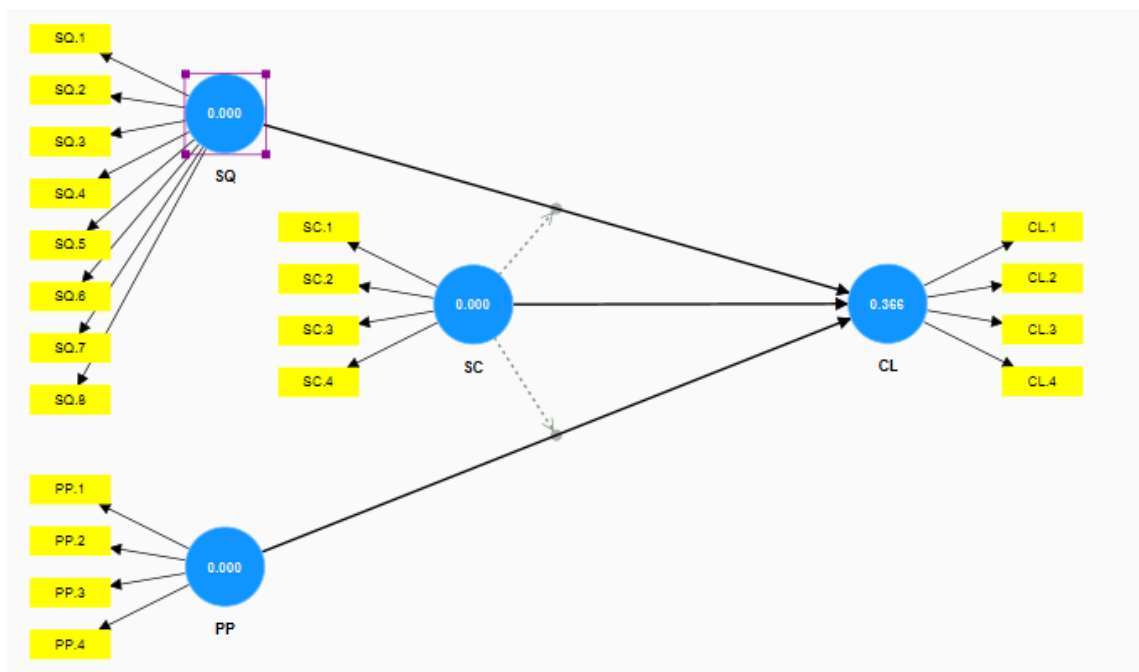 SQ.1
SQ.2
SQ.3
SQ.4
SQ.5
SQ.6
SQ.7
SQ.8
0.000
SQ
SC.1
SC.2
SC.3
SC.4
0.000
SC
0.366
CL
CL.1
CL.2
CL.3
CL.4
PP.1
PP.2
PP.3
PP.4
0.000
PP